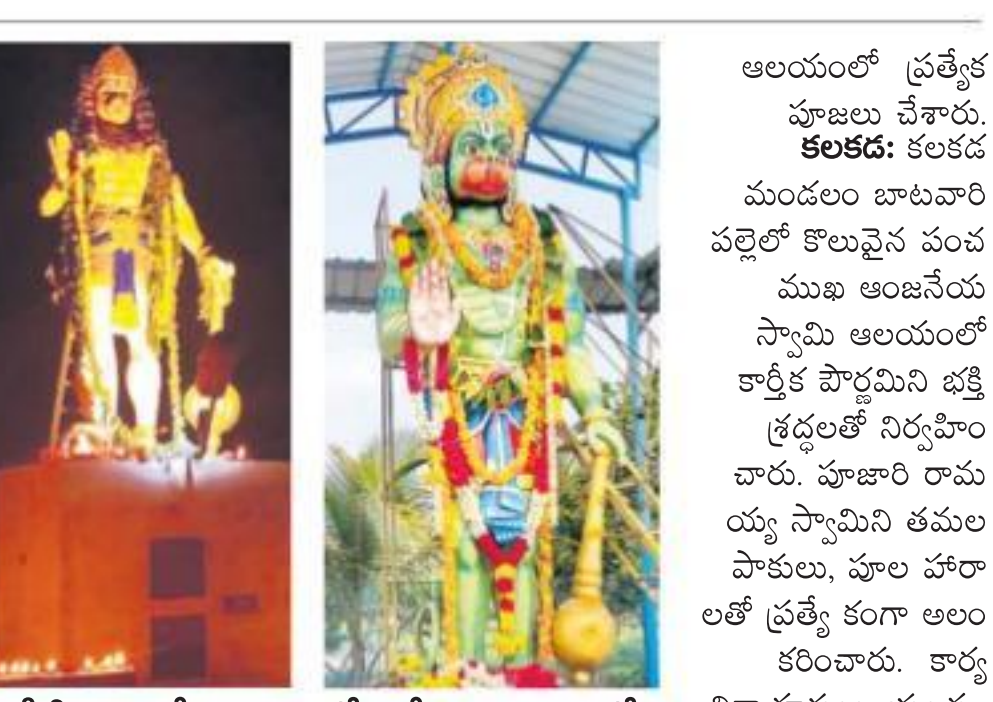 ఆలయంలో ప్రత్యేక
పూజలు చేశారు.
కలకడ: కలకడ
మండలం బాటవారి
పల్లెలో కొలువైన పంచ
ముఖ ఆంజనేయ
స్వామి ఆలయంలో
కార్తీక పౌర్ణమిని భక్తి
శ్రద్ధలతో నిర్వహిం
చారు. పూజారి రామ
య్య స్వామిని తమల
పాకులు, పూల హారా
లతో ప్రత్యే కంగా అలం
కరించారు. కార్య